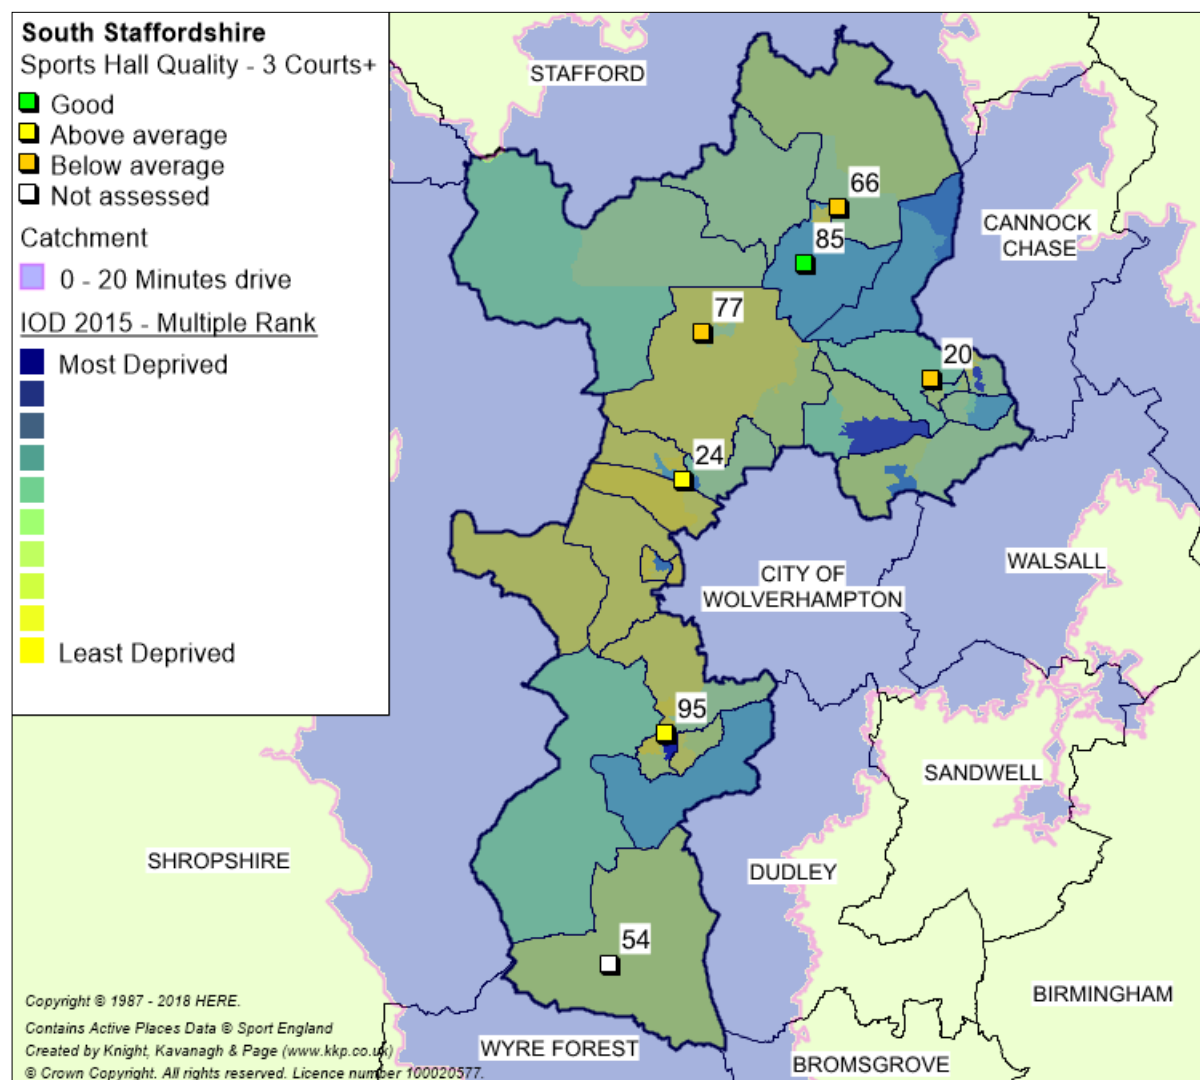 South Staffordshire
Sports Hall Quality - 3 Courts+
Good
Above average
Below average
Not assessed
Catchment
0 - 20 Minutes drive
IOD 2015 - Multiple Rank
Most Deprived
Least Deprived
STAFFORD
66
85
CANNOCK
CHASE
77
20
24
WALSALL
CITY OF
WOLVERHAMPTON
95
SANDWELL
SHROPSHIRE
DUDLEY
54
BIRMINGHAM
WYRE FOREST
BROMSGROVE
Copyright © 1987 - 2018 HERE.
Contains Active Places Data © Sport England
Created by Knight, Kavanagh & Page (www.kkp.co.uk)
© Crown Copyright. All rights reserved. Licence number 100020577.